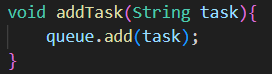 void addTask(String task){
    queue.add(task);
}